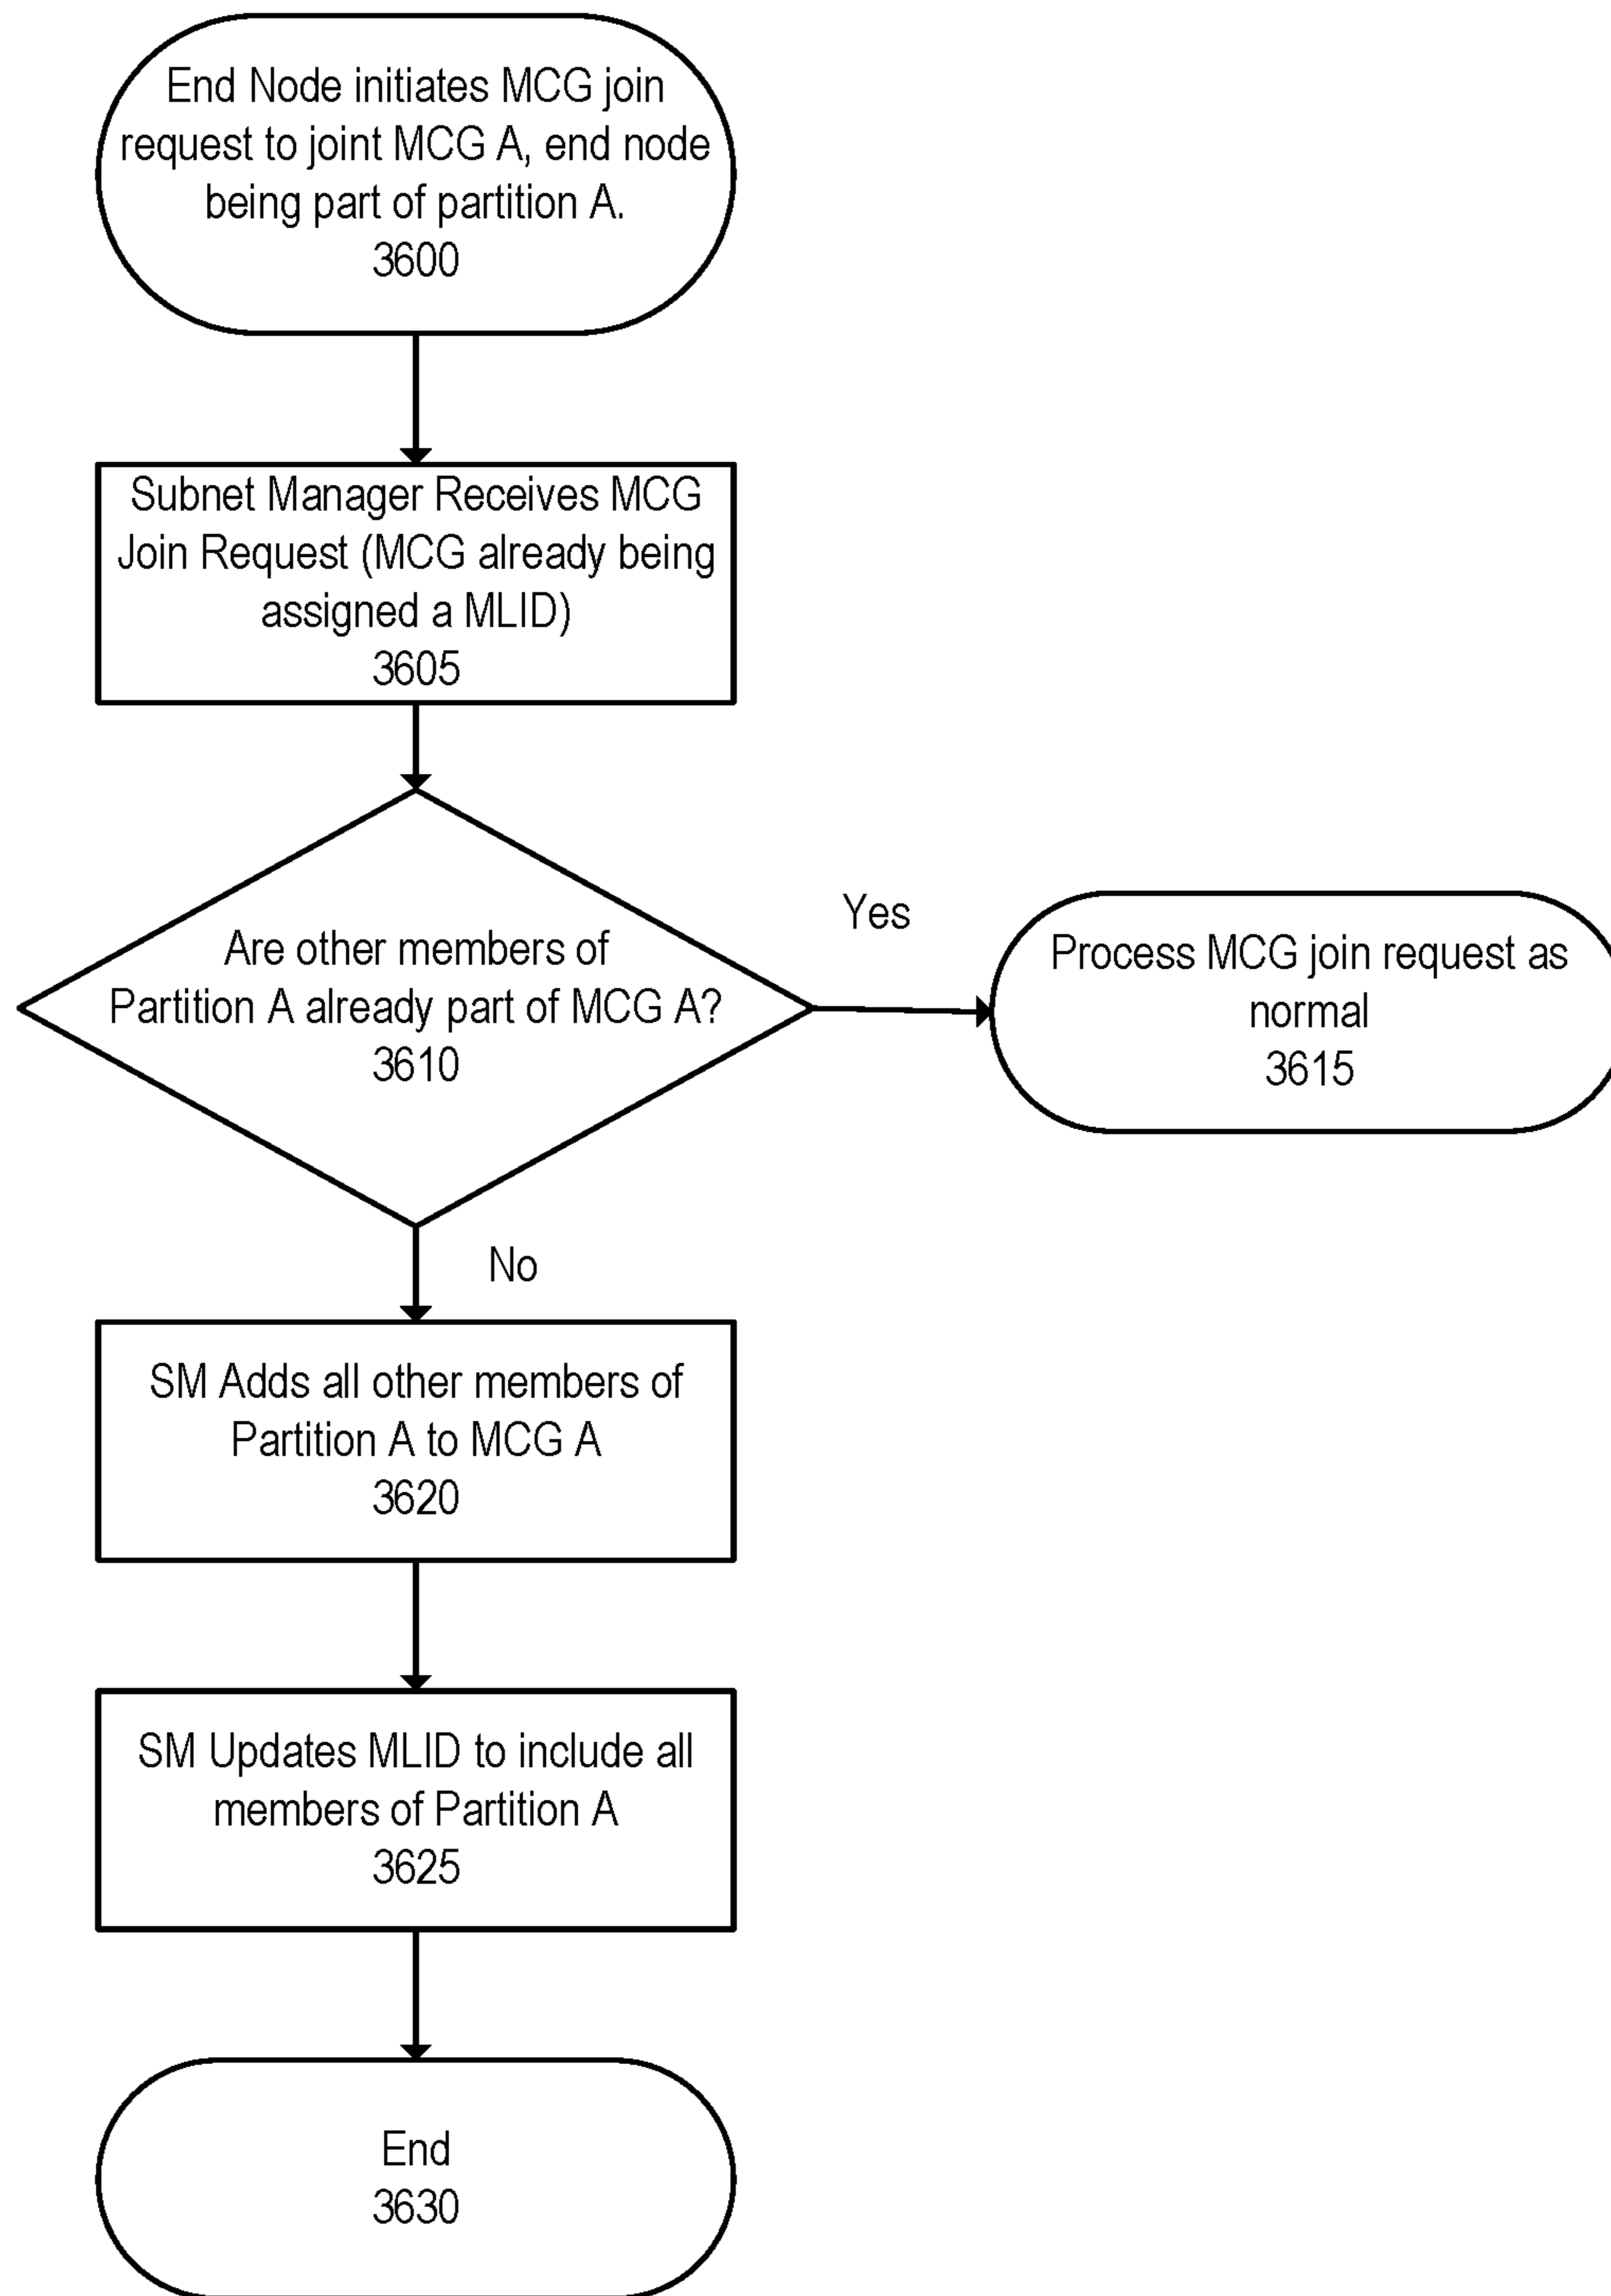 End Node initiates MCG join
request to joint MCG A, end node
being part of partition A.
3600
Subnet Manager Receives MCG
Join Request (MCG already being
assigned a MLID)
3605
Are other members of
Partition A already part of MCG A?
3610
Yes
Process MCG join request as
normal
3615
No
SM Adds all other members of
Partition A to MCG A
3620
SM Updates MLID to include all
members of Partition A
3625
End
3630